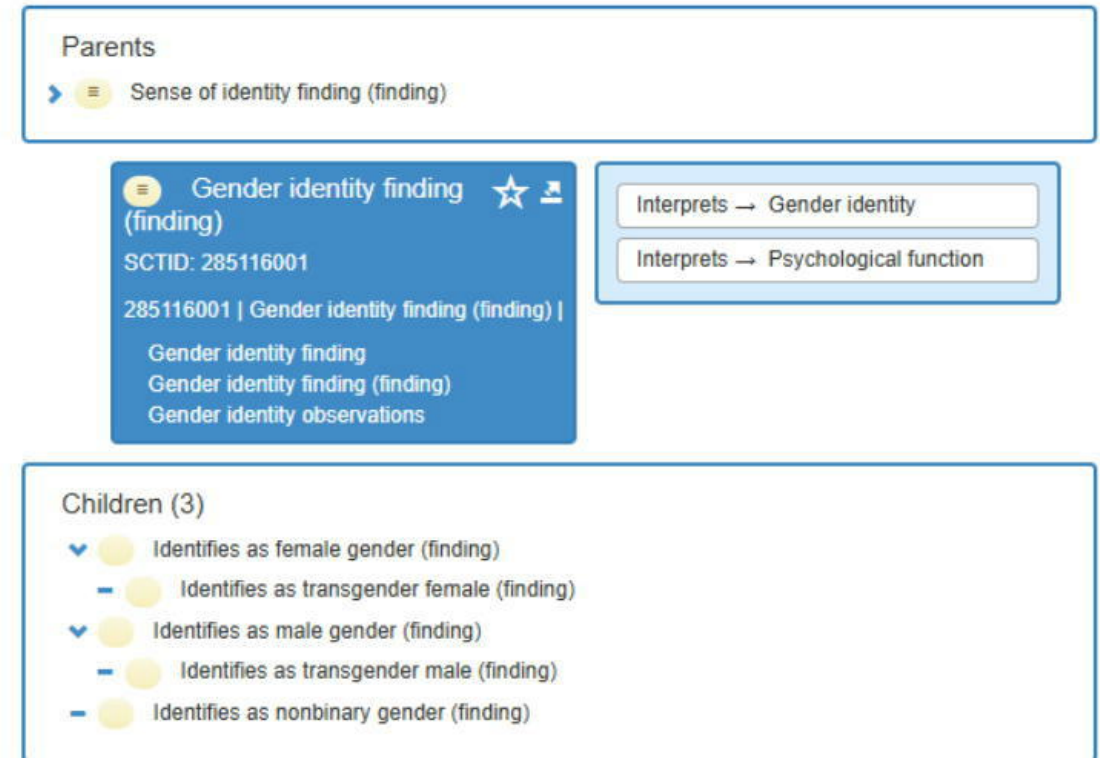 Parents
Sense of identity finding (finding)
Gender identity finding
(finding)
SCTID: 285116001
285116001 | Gender identity finding (finding) |
Gender identity finding
Gender identity finding (finding)
Gender identity observations
Interprets → Gender identity
Interprets → Psychological function
Children (3)
Identifies as female gender (finding)
Identifies as transgender female (finding)
Identifies as male gender (finding)
Identifies as transgender male (finding)
Identifies as nonbinary gender (finding)